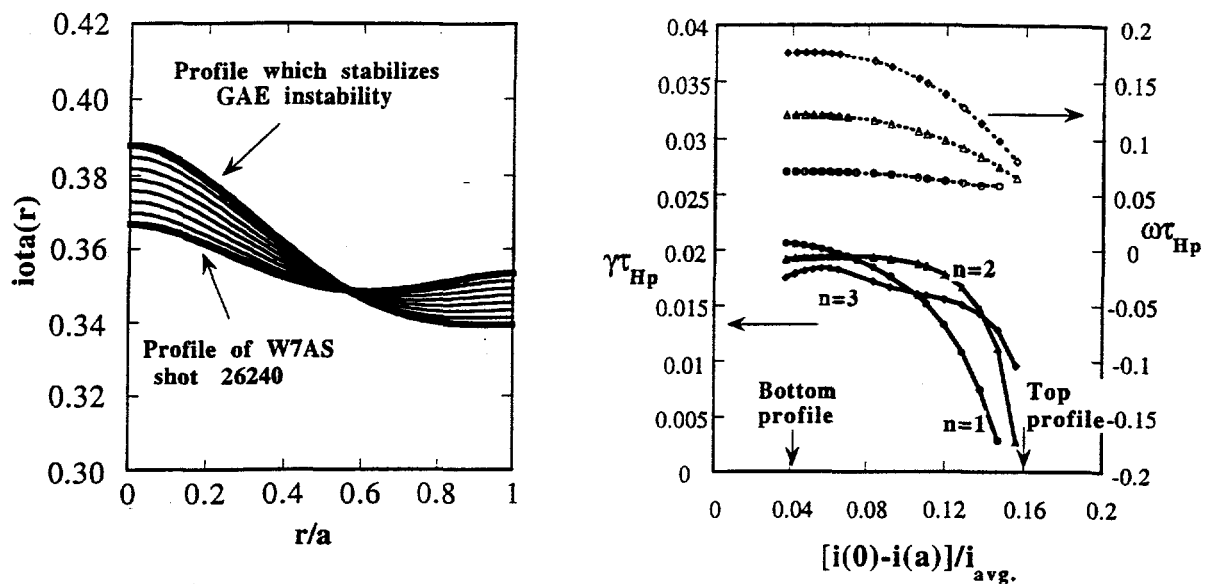 0.42
0.40
0.38
0.36
0.34
0.32
0.30
iota(r)
Profile which stabilizes
GAE instability
Profile of W7AS
shot 26240
0 0.2 0.4 0.6 0.8 1
r/a
0.04
0.035
0.03
0.025
0.02
0.015
0.01
0.005
0
γτHp
0.2
0.15
0.1
0.05
0
-0.05
-0.1
-0.15
-0.2
ωτHp
n=2
n=3
n=1
Bottom
profile
Top
profile
0 0.04 0.08 0.12 0.16 0.2
[i(0)-i(a)]/iavg.